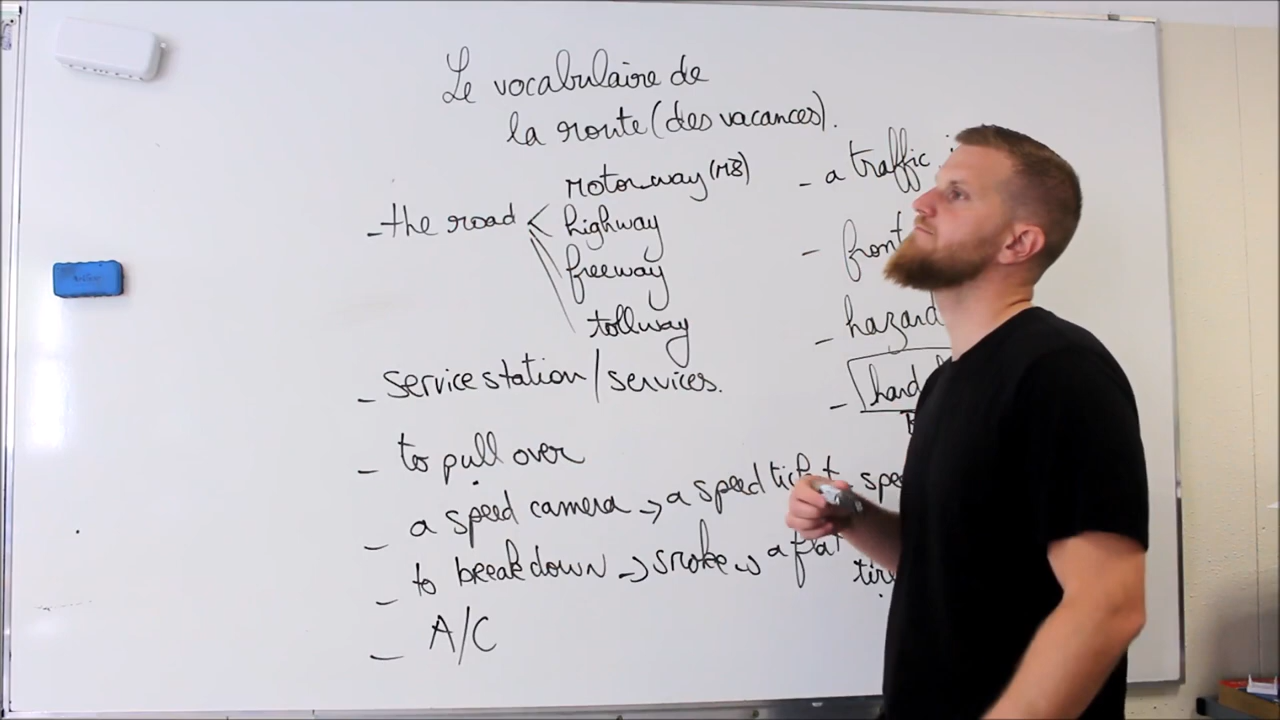 Le vocabulaire de
la route (des vacances).
- the road < Motorway (M8)
highway
freeway
tollway
- service station / services.
- to pull over
- a speed camera → a speed ticket
- to breakdown → smoke → a flat
- A/C
- a traffic
- front
- hazard
- hard